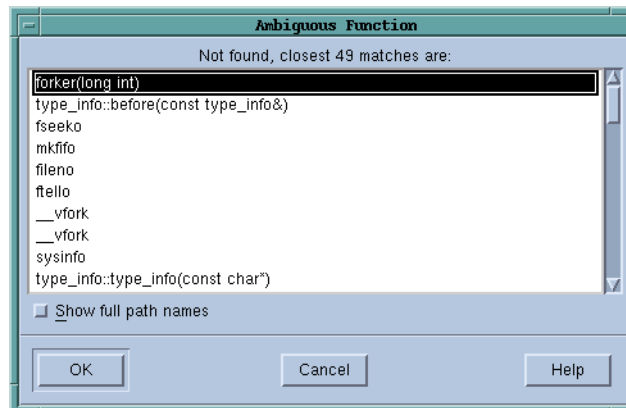 Ambiguous Function
Not found, closest 49 matches are:
forker(long int)
type_info::before(const type_info&)
fseeko
mkfifo
fileno
ftello
__vfork
__vfork
sysinfo
type_info::type_info(const char*)
Show full path names
OK Cancel Help